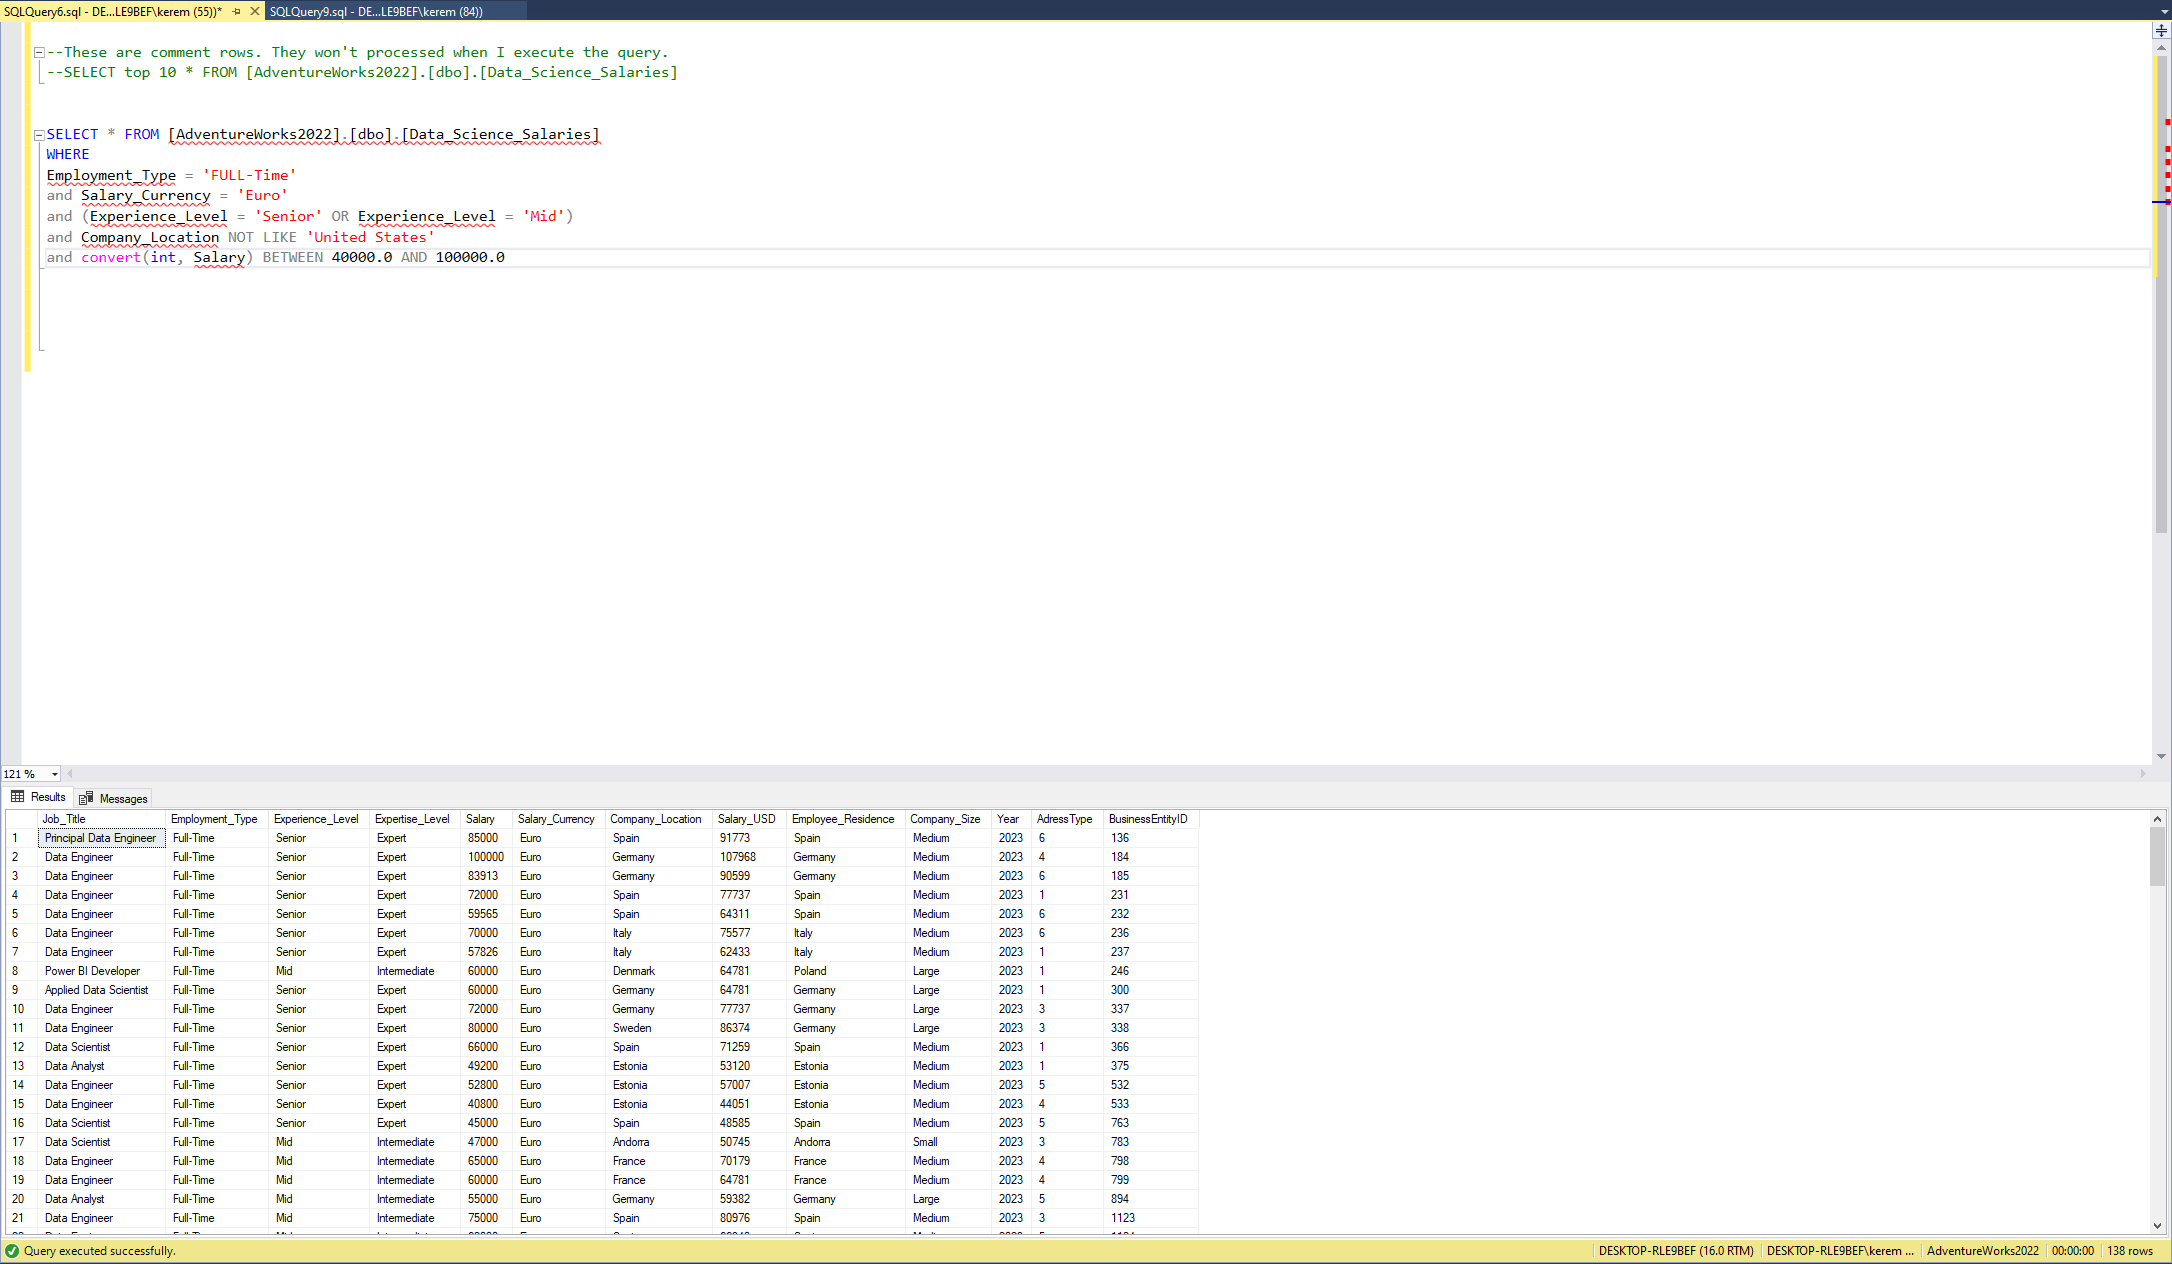 SQLQuery6.sql - DE...LE9BEF\kerem (55))* SQLQuery9.sql - DE...LE9BEF\kerem (84))
--These are comment rows. They won't processed when I execute the query.
--SELECT top 10 * FROM [AdventureWorks2022].[dbo].[Data_Science_Salaries]
SELECT * FROM [AdventureWorks2022].[dbo].[Data_Science_Salaries]
WHERE
Employment_Type = 'FULL-Time'
and Salary_Currency = 'Euro'
and (Experience_Level = 'Senior' OR Experience_Level = 'Mid')
and Company_Location NOT LIKE 'United States'
and convert(int, Salary) BETWEEN 40000.0 AND 100000.0
121 %
Results Messages
Job_Title Employment_Type Experience_Level Expertise_Level Salary Salary_Currency Company_Location Salary_USD Employee_Residence Company_Size Year AdressType BusinessEntityID
1 Principal Data Engineer Full-Time Senior Expert 85000 Euro Spain 91773 Spain Medium 2023 6 136
2 Data Engineer Full-Time Senior Expert 100000 Euro Germany 107968 Germany Medium 2023 4 184
3 Data Engineer Full-Time Senior Expert 83913 Euro Germany 90599 Germany Medium 2023 6 185
4 Data Engineer Full-Time Senior Expert 72000 Euro Spain 77737 Spain Medium 2023 1 231
5 Data Engineer Full-Time Senior Expert 59565 Euro Spain 64311 Spain Medium 2023 6 232
6 Data Engineer Full-Time Senior Expert 70000 Euro Italy 75577 Italy Medium 2023 6 236
7 Data Engineer Full-Time Senior Expert 57826 Euro Italy 62433 Italy Medium 2023 1 237
8 Power BI Developer Full-Time Mid Intermediate 60000 Euro Denmark 64781 Poland Large 2023 1 246
9 Applied Data Scientist Full-Time Senior Expert 60000 Euro Germany 64781 Germany Large 2023 1 300
10 Data Engineer Full-Time Senior Expert 72000 Euro Germany 77737 Germany Large 2023 3 337
11 Data Engineer Full-Time Senior Expert 80000 Euro Sweden 86374 Germany Large 2023 3 338
12 Data Scientist Full-Time Senior Expert 66000 Euro Spain 71259 Spain Medium 2023 1 366
13 Data Analyst Full-Time Senior Expert 49200 Euro Estonia 53120 Estonia Medium 2023 1 375
14 Data Engineer Full-Time Senior Expert 52800 Euro Estonia 57007 Estonia Medium 2023 5 532
15 Data Engineer Full-Time Senior Expert 40800 Euro Estonia 44051 Estonia Medium 2023 4 533
16 Data Scientist Full-Time Senior Expert 45000 Euro Spain 48585 Spain Medium 2023 5 763
17 Data Scientist Full-Time Mid Intermediate 47000 Euro Andorra 50745 Andorra Small 2023 3 783
18 Data Engineer Full-Time Mid Intermediate 65000 Euro France 70179 France Medium 2023 4 798
19 Data Engineer Full-Time Mid Intermediate 60000 Euro France 64781 France Medium 2023 4 799
20 Data Analyst Full-Time Mid Intermediate 55000 Euro Germany 59382 Germany Large 2023 5 894
21 Data Engineer Full-Time Mid Intermediate 75000 Euro Spain 80976 Spain Medium 2023 3 1123
Query executed successfully. DESKTOP-RLE9BEF (16.0 RTM) DESKTOP-RLE9BEF\kerem ... AdventureWorks2022 00:00:00 138 rows